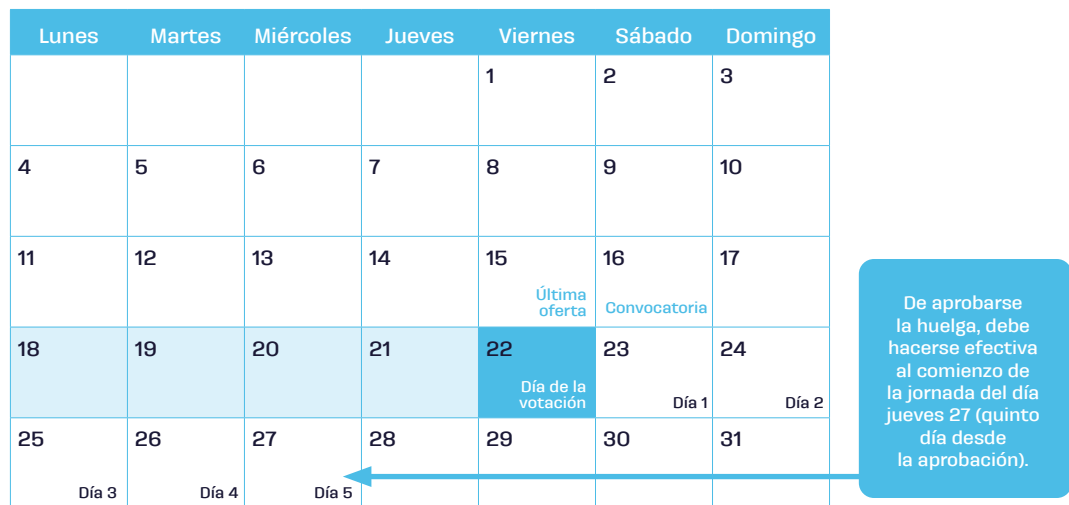 Lunes Martes Miércoles Jueves Viernes Sábado Domingo
1 2 3
4 5 6 7 8 9 10
11 12 13 14 15 16 17
Última
oferta Convocatoria
18 19 20 21 22 23 24
Día de la
votación Día 1 Día 2
25 26 27 28 29 30 31
Día 3 Día 4 Día 5
De aprobarse
la huelga, debe
hacerse efectiva
al comienzo de
la jornada del día
jueves 27 (quinto
día desde
la aprobación).